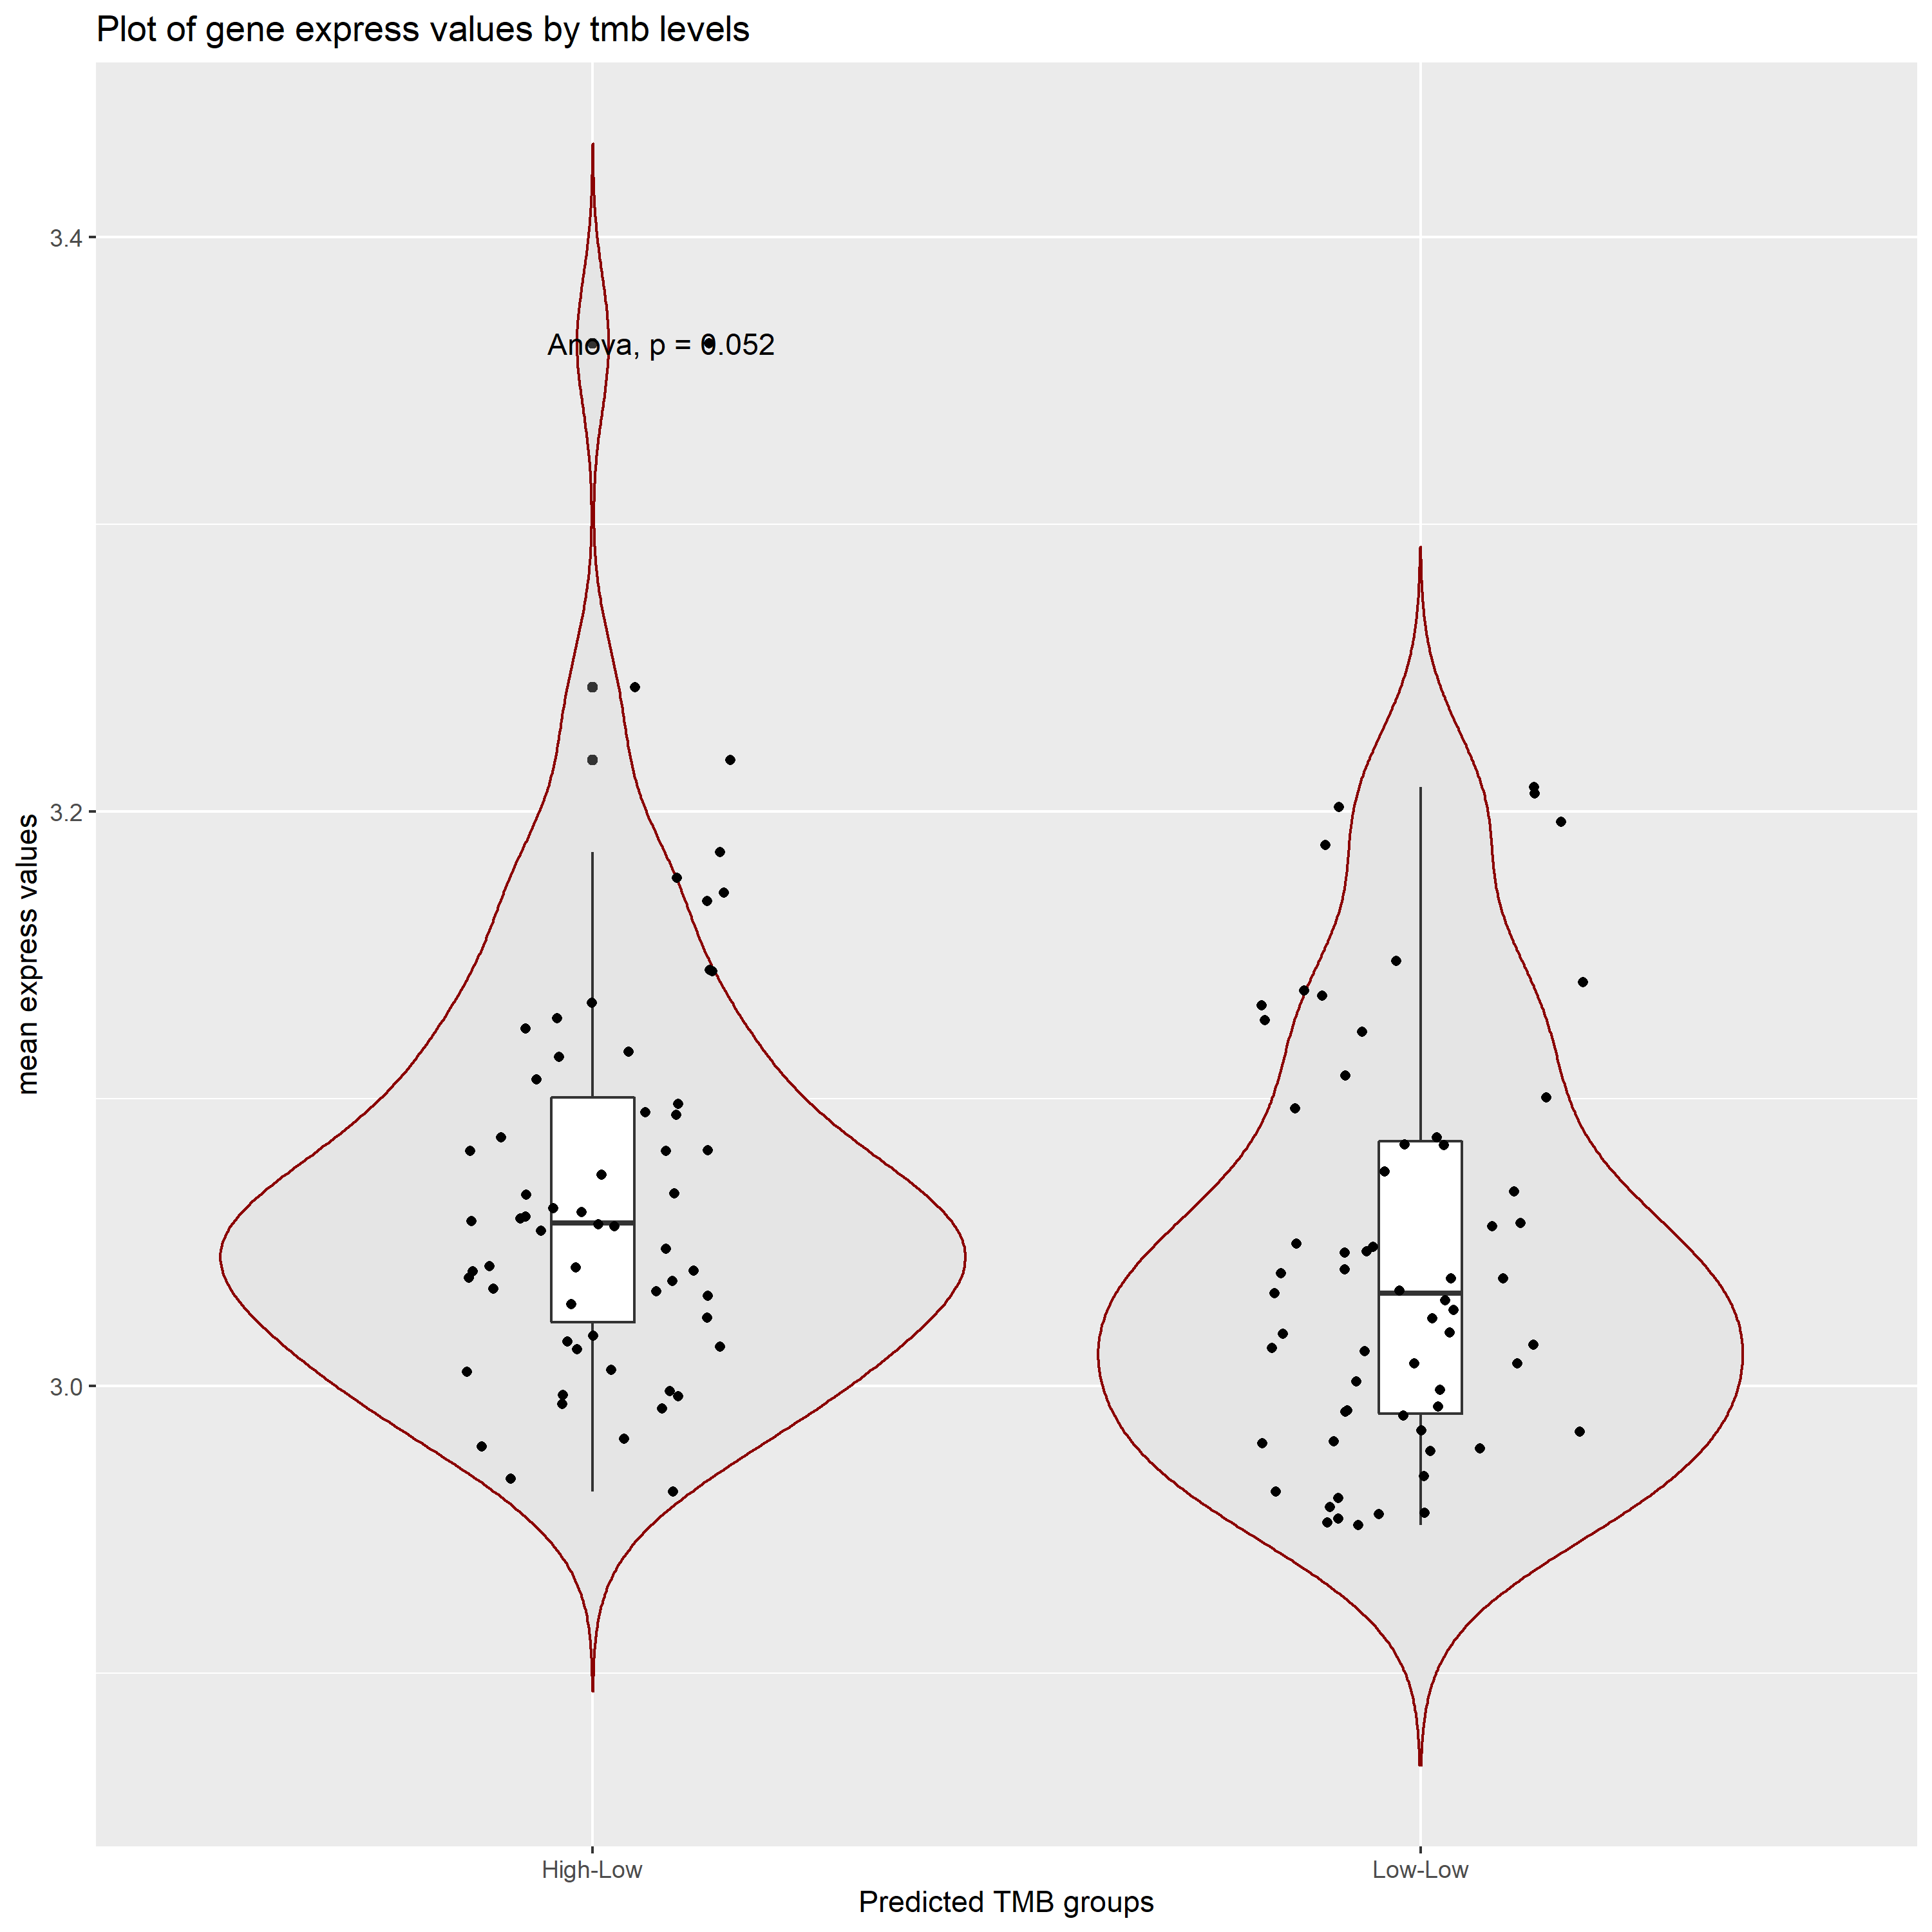 Plot of gene express values by tmb levels
3.4
Anova, p = 0.052
3.2
mean express values
3.0
High-Low
Low-Low
Predicted TMB groups